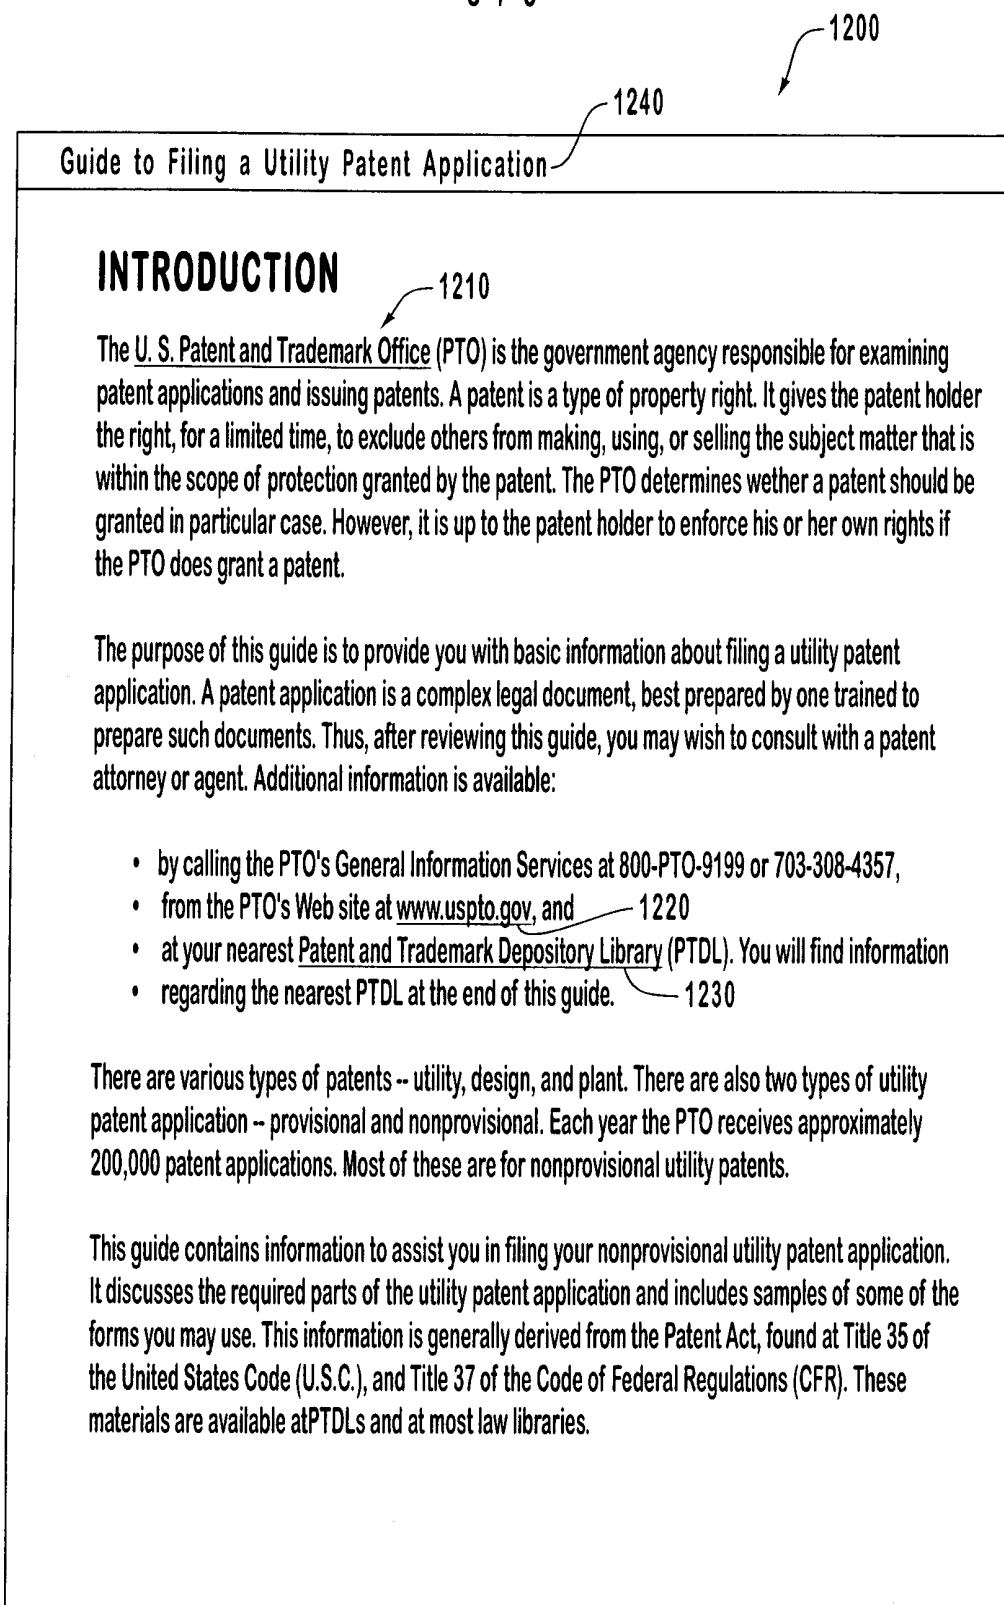 1200
1240
Guide to Filing a Utility Patent Application
INTRODUCTION
1210
The U. S. Patent and Trademark Office (PTO) is the government agency responsible for examining
patent applications and issuing patents. A patent is a type of property right. It gives the patent holder
the right, for a limited time, to exclude others from making, using, or selling the subject matter that is
within the scope of protection granted by the patent. The PTO determines wether a patent should be
granted in particular case. However, it is up to the patent holder to enforce his or her own rights if
the PTO does grant a patent.
The purpose of this guide is to provide you with basic information about filing a utility patent
application. A patent application is a complex legal document, best prepared by one trained to
prepare such documents. Thus, after reviewing this guide, you may wish to consult with a patent
attorney or agent. Additional information is available:
• by calling the PTO's General Information Services at 800-PTO-9199 or 703-308-4357,
• from the PTO's Web site at www.uspto.gov, and 1220
• at your nearest Patent and Trademark Depository Library (PTDL). You will find information
• regarding the nearest PTDL at the end of this guide. 1230
There are various types of patents -- utility, design, and plant. There are also two types of utility
patent application -- provisional and nonprovisional. Each year the PTO receives approximately
200,000 patent applications. Most of these are for nonprovisional utility patents.
This guide contains information to assist you in filing your nonprovisional utility patent application.
It discusses the required parts of the utility patent application and includes samples of some of the
forms you may use. This information is generally derived from the Patent Act, found at Title 35 of
the United States Code (U.S.C.), and Title 37 of the Code of Federal Regulations (CFR). These
materials are available atPTDLs and at most law libraries.